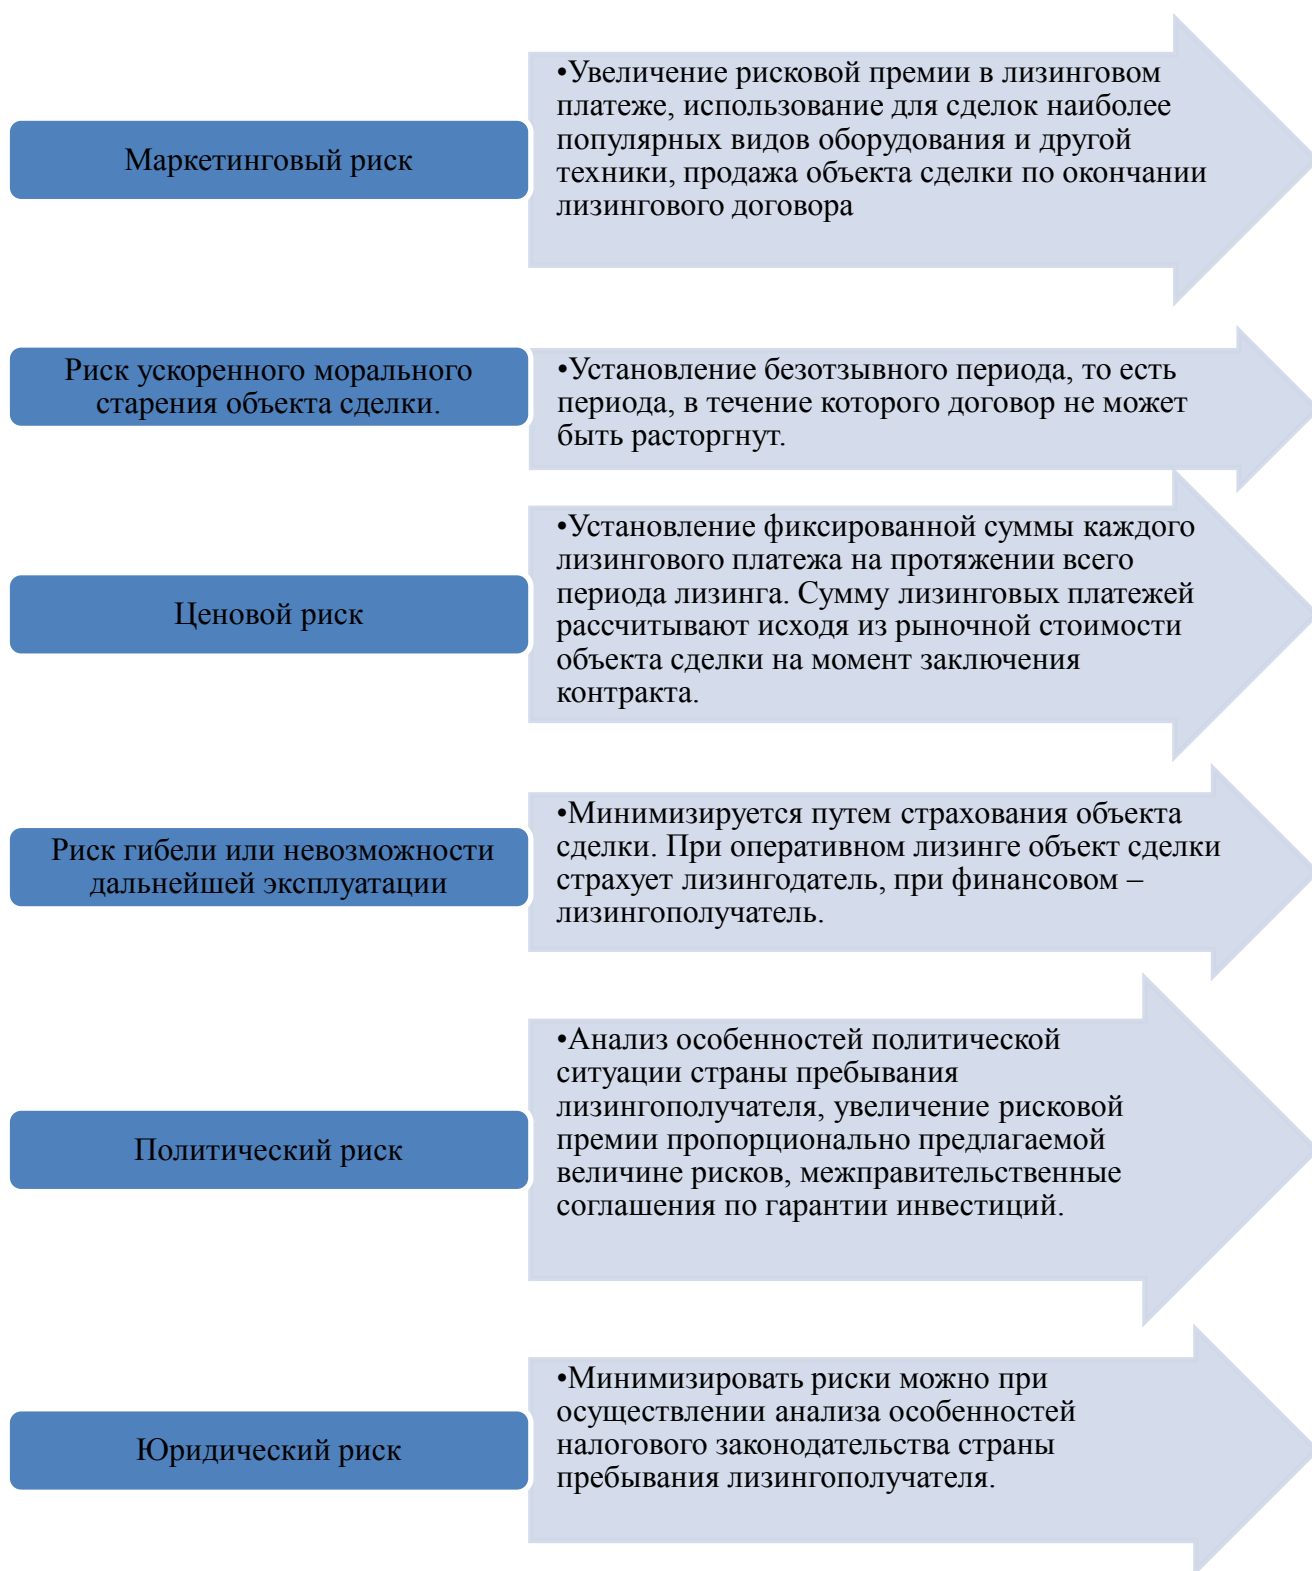 Маркетинговый риск
•Увеличение рисковой премии в лизинговом
платеже, использование для сделок наиболее
популярных видов оборудования и другой
техники, продажа объекта сделки по окончании
лизингового договора
Риск ускоренного морального
старения объекта сделки.
•Установление безотзывного периода, то есть
периода, в течение которого договор не может
быть расторгнут.
Ценовой риск
•Установление фиксированной суммы каждого
лизингового платежа на протяжении всего
периода лизинга. Сумму лизинговых платежей
рассчитывают исходя из рыночной стоимости
объекта сделки на момент заключения
контракта.
Риск гибели или невозможности
дальнейшей эксплуатации
•Минимизируется путем страхования объекта
сделки. При оперативном лизинге объект сделки
страхует лизингодатель, при финансовом –
лизингополучатель.
Политический риск
•Анализ особенностей политической
ситуации страны пребывания
лизингополучателя, увеличение рисковой
премии пропорционально предлагаемой
величине рисков, межправительственные
соглашения по гарантии инвестиций.
Юридический риск
•Минимизировать риски можно при
осуществлении анализа особенностей
налогового законодательства страны
пребывания лизингополучателя.